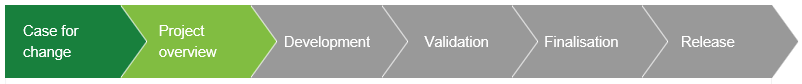 Case for
change
Project
overview
Development
Validation
Finalisation
Release